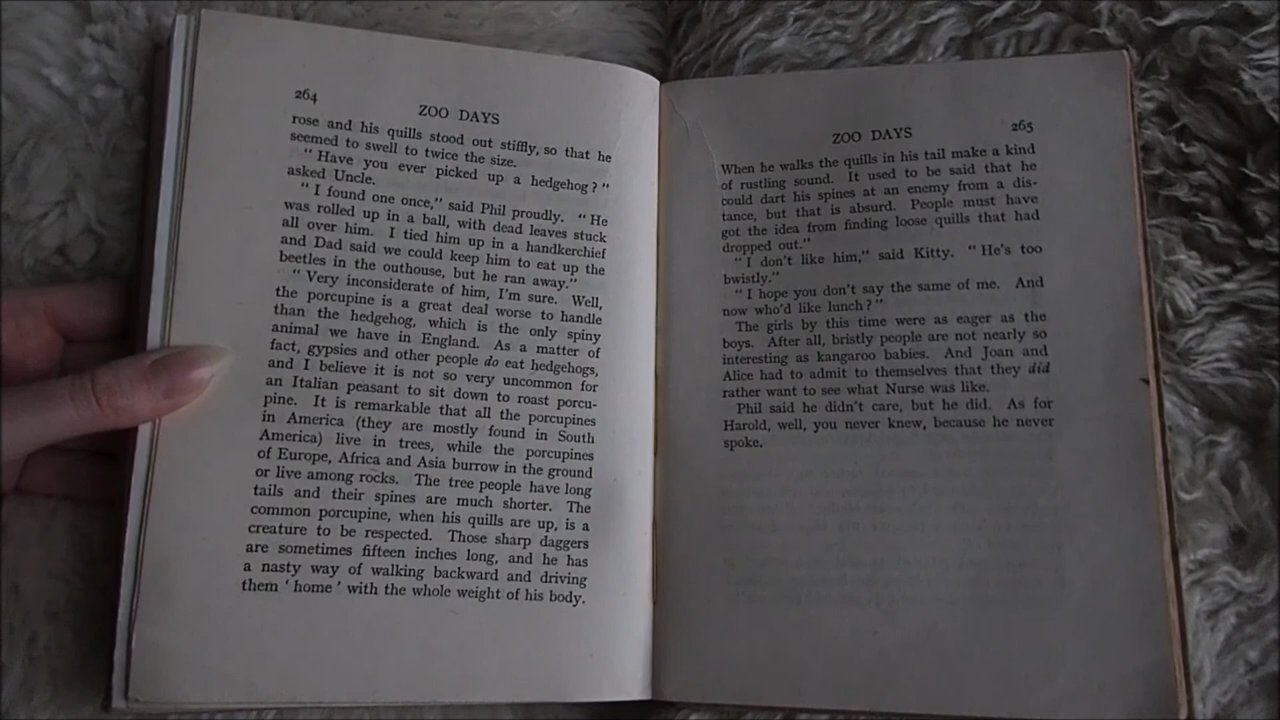 264
ZOO DAYS
rose and his quills stood out stiffly, so that he
seemed to swell to twice the size.
“ Have you ever picked up a hedgehog ? ”
asked Uncle.
“ I found one once,” said Phil proudly. “ He
was rolled up in a ball, with dead leaves stuck
all over him. I tied him up in a handkerchief
and Dad said we could keep him to eat up the
beetles in the outhouse, but he ran away.”
“ Very inconsiderate of him, I'm sure. Well,
the porcupine is a great deal worse to handle
than the hedgehog, which is the only spiny
animal we have in England. As a matter of
fact, gypsies and other people do eat hedgehogs,
and I believe it is not so very uncommon for
an Italian peasant to sit down to roast porcu-
pine. It is remarkable that all the porcupines
in America (they are mostly found in South
America) live in trees, while the porcupines
of Europe, Africa and Asia burrow in the ground
or live among rocks. The tree people have long
tails and their spines are much shorter. The
common porcupine, when his quills are up, is a
creature to be respected. Those sharp daggers
are sometimes fifteen inches long, and he has
a nasty way of walking backward and driving
them ‘ home ’ with the whole weight of his body.
ZOO DAYS
265
When he walks the quills in his tail make a kind
of rustling sound. It used to be said that he
could dart his spines at an enemy from a dis-
tance, but that is absurd. People must have
got the idea from finding loose quills that had
dropped out.”
“ I don't like him,” said Kitty. “ He's too
bwistly.”
“ I hope you don't say the same of me. And
now who'd like lunch ? ”
The girls by this time were as eager as the
boys. After all, bristly people are not nearly so
interesting as kangaroo babies. And Joan and
Alice had to admit to themselves that they did
rather want to see what Nurse was like.
Phil said he didn't care, but he did. As for
Harold, well, you never knew, because he never
spoke.